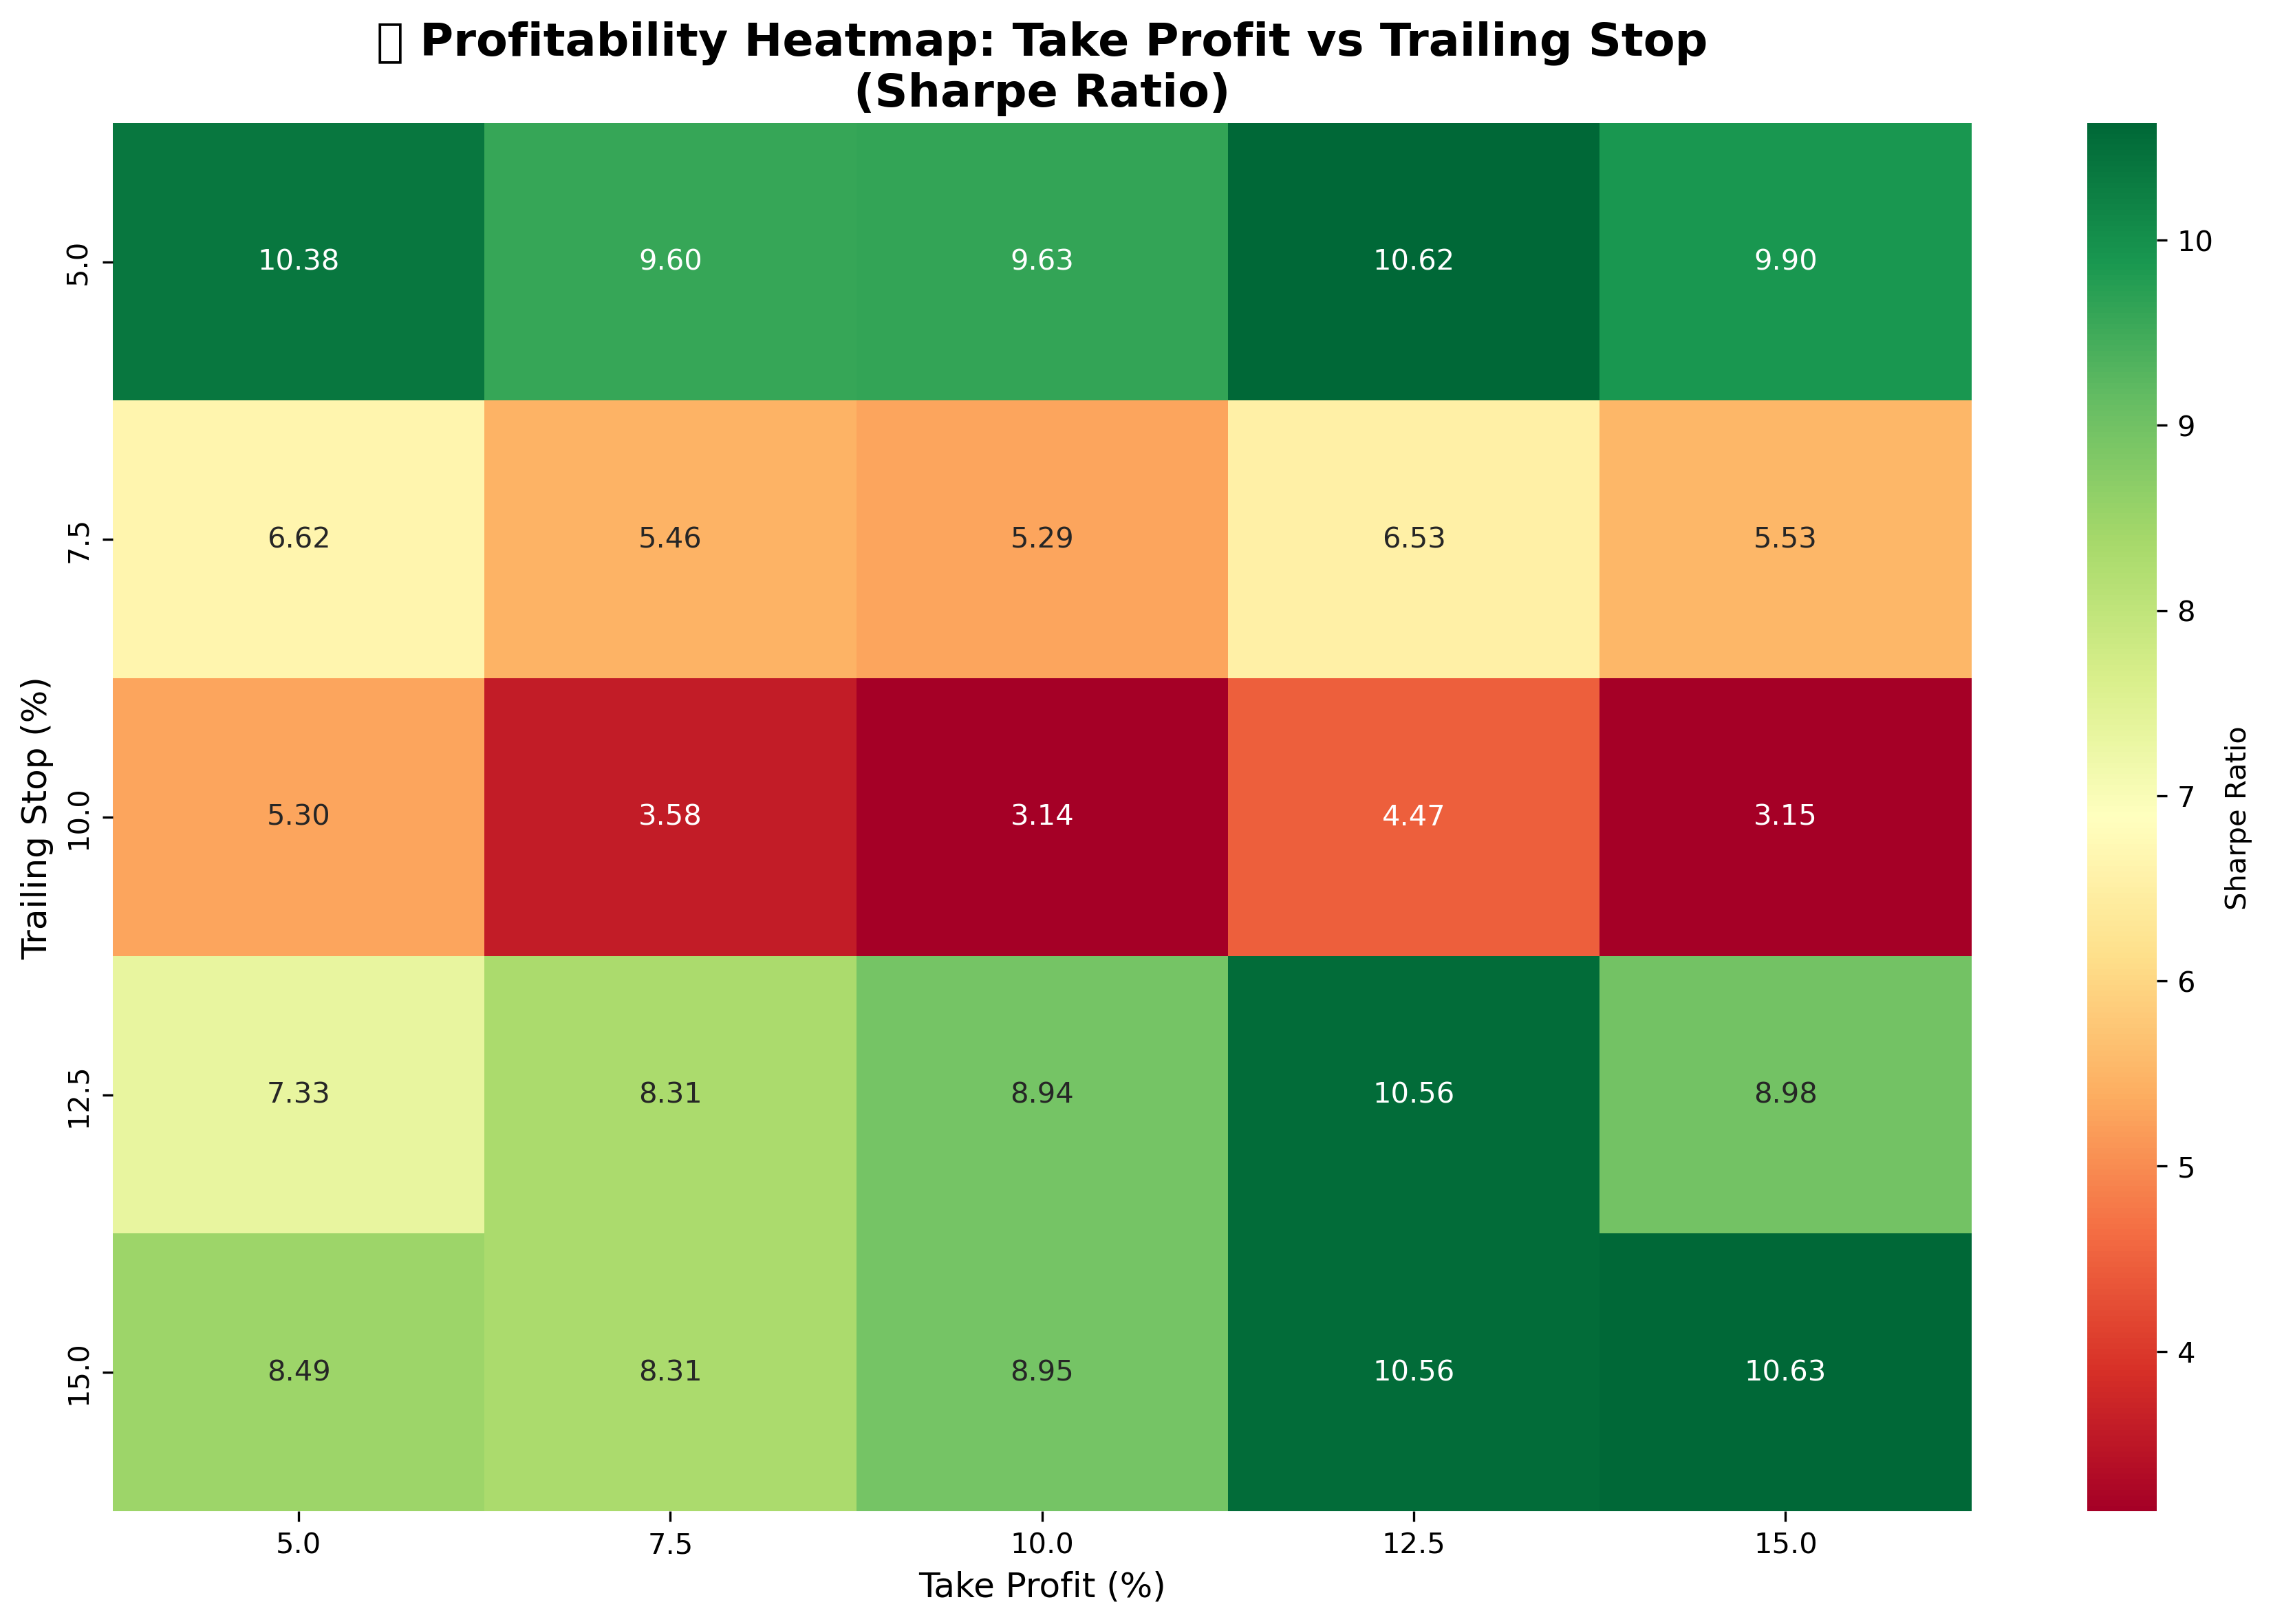 Profitability Heatmap: Take Profit vs Trailing Stop
(Sharpe Ratio)
Trailing Stop (%)
5.0
10.38 9.60 9.63 10.62 9.90
7.5
6.62 5.46 5.29 6.53 5.53
10.0
5.30 3.58 3.14 4.47 3.15
12.5
7.33 8.31 8.94 10.56 8.98
15.0
8.49 8.31 8.95 10.56 10.63
5.0 7.5 10.0 12.5 15.0
Take Profit (%)
10
9
8
7
6
5
4
Sharpe Ratio